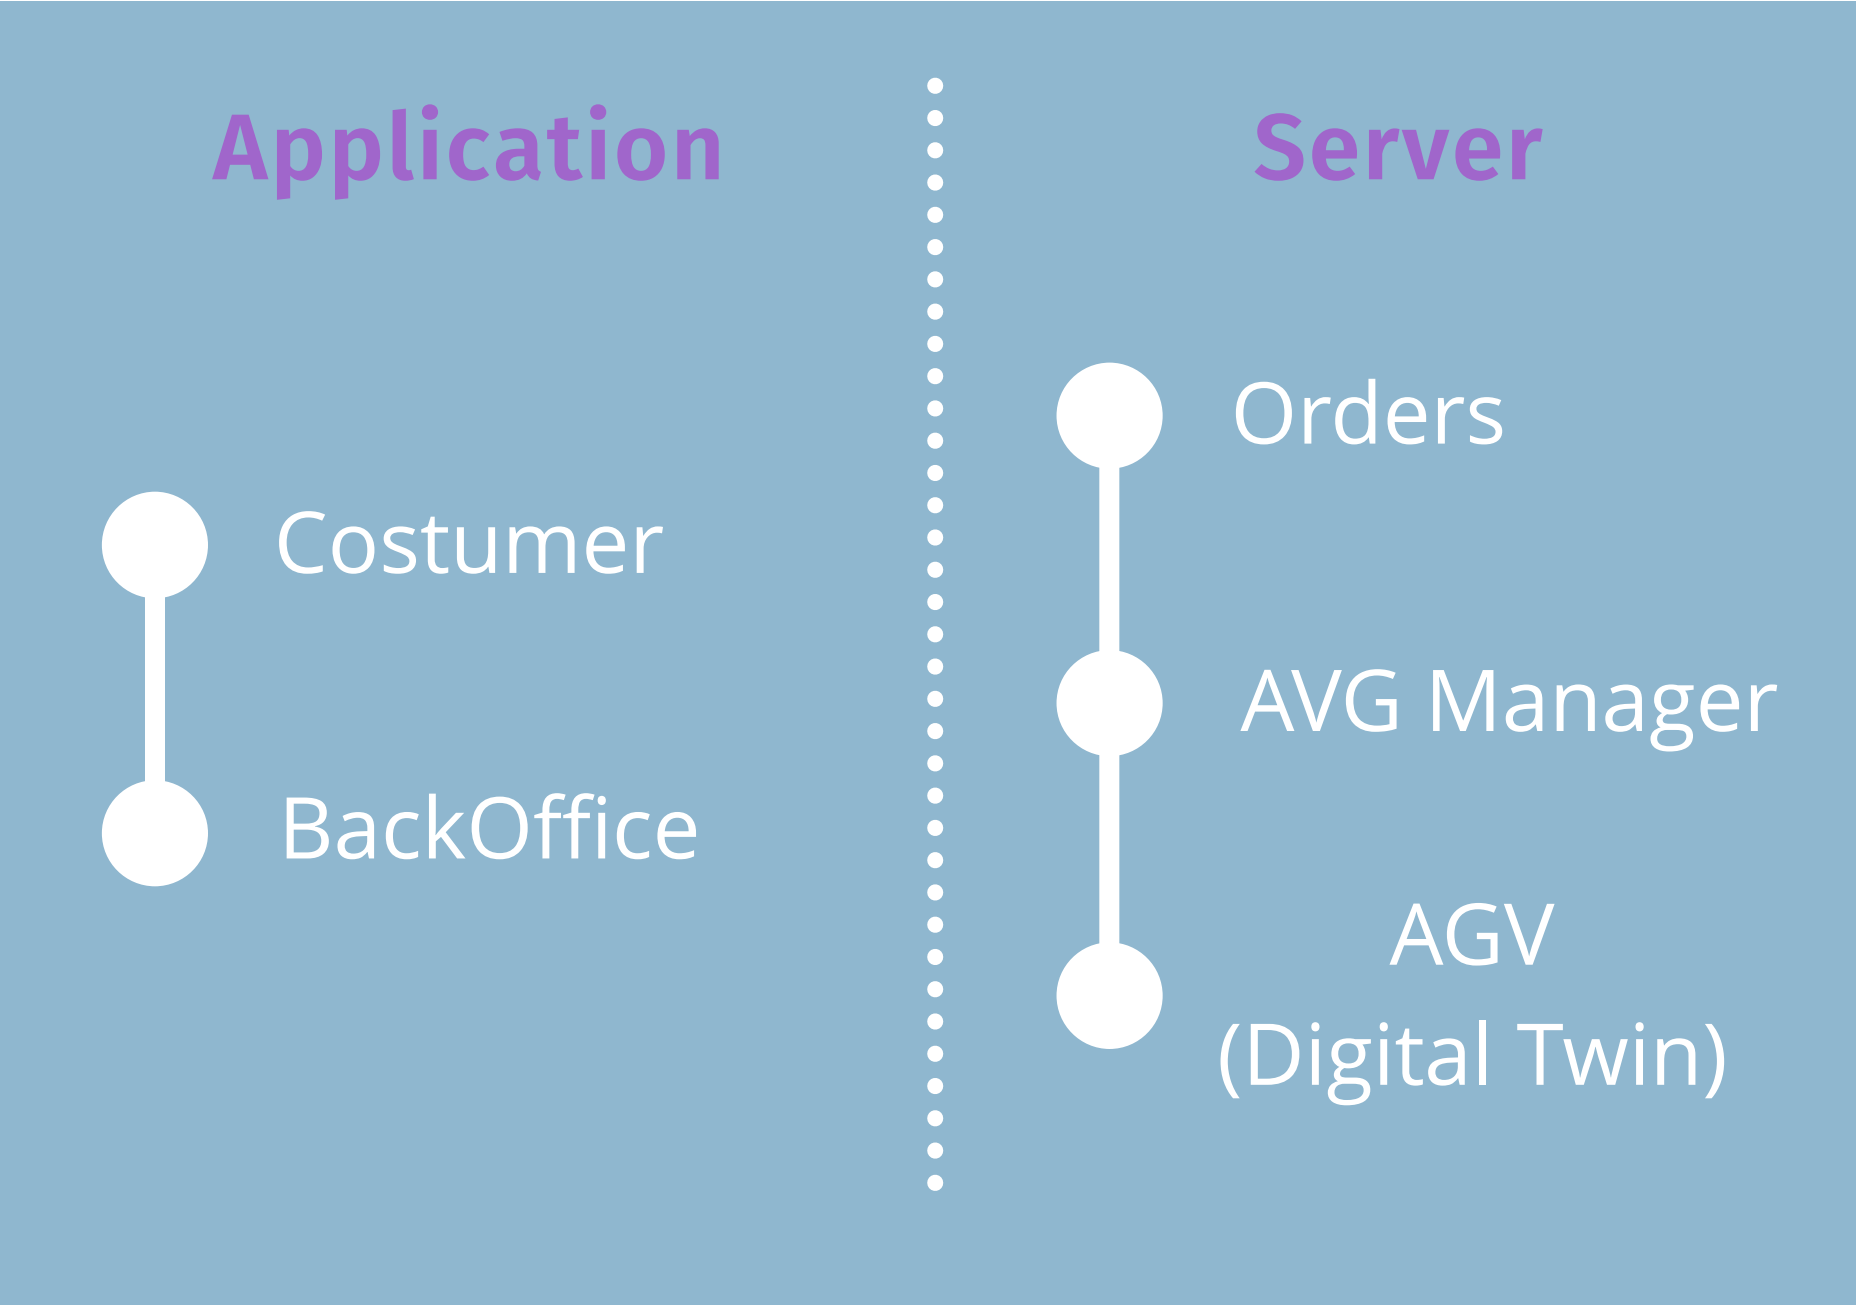 Application
Costumer
BackOffice
Server
Orders
AVG Manager
AGV
(Digital Twin)